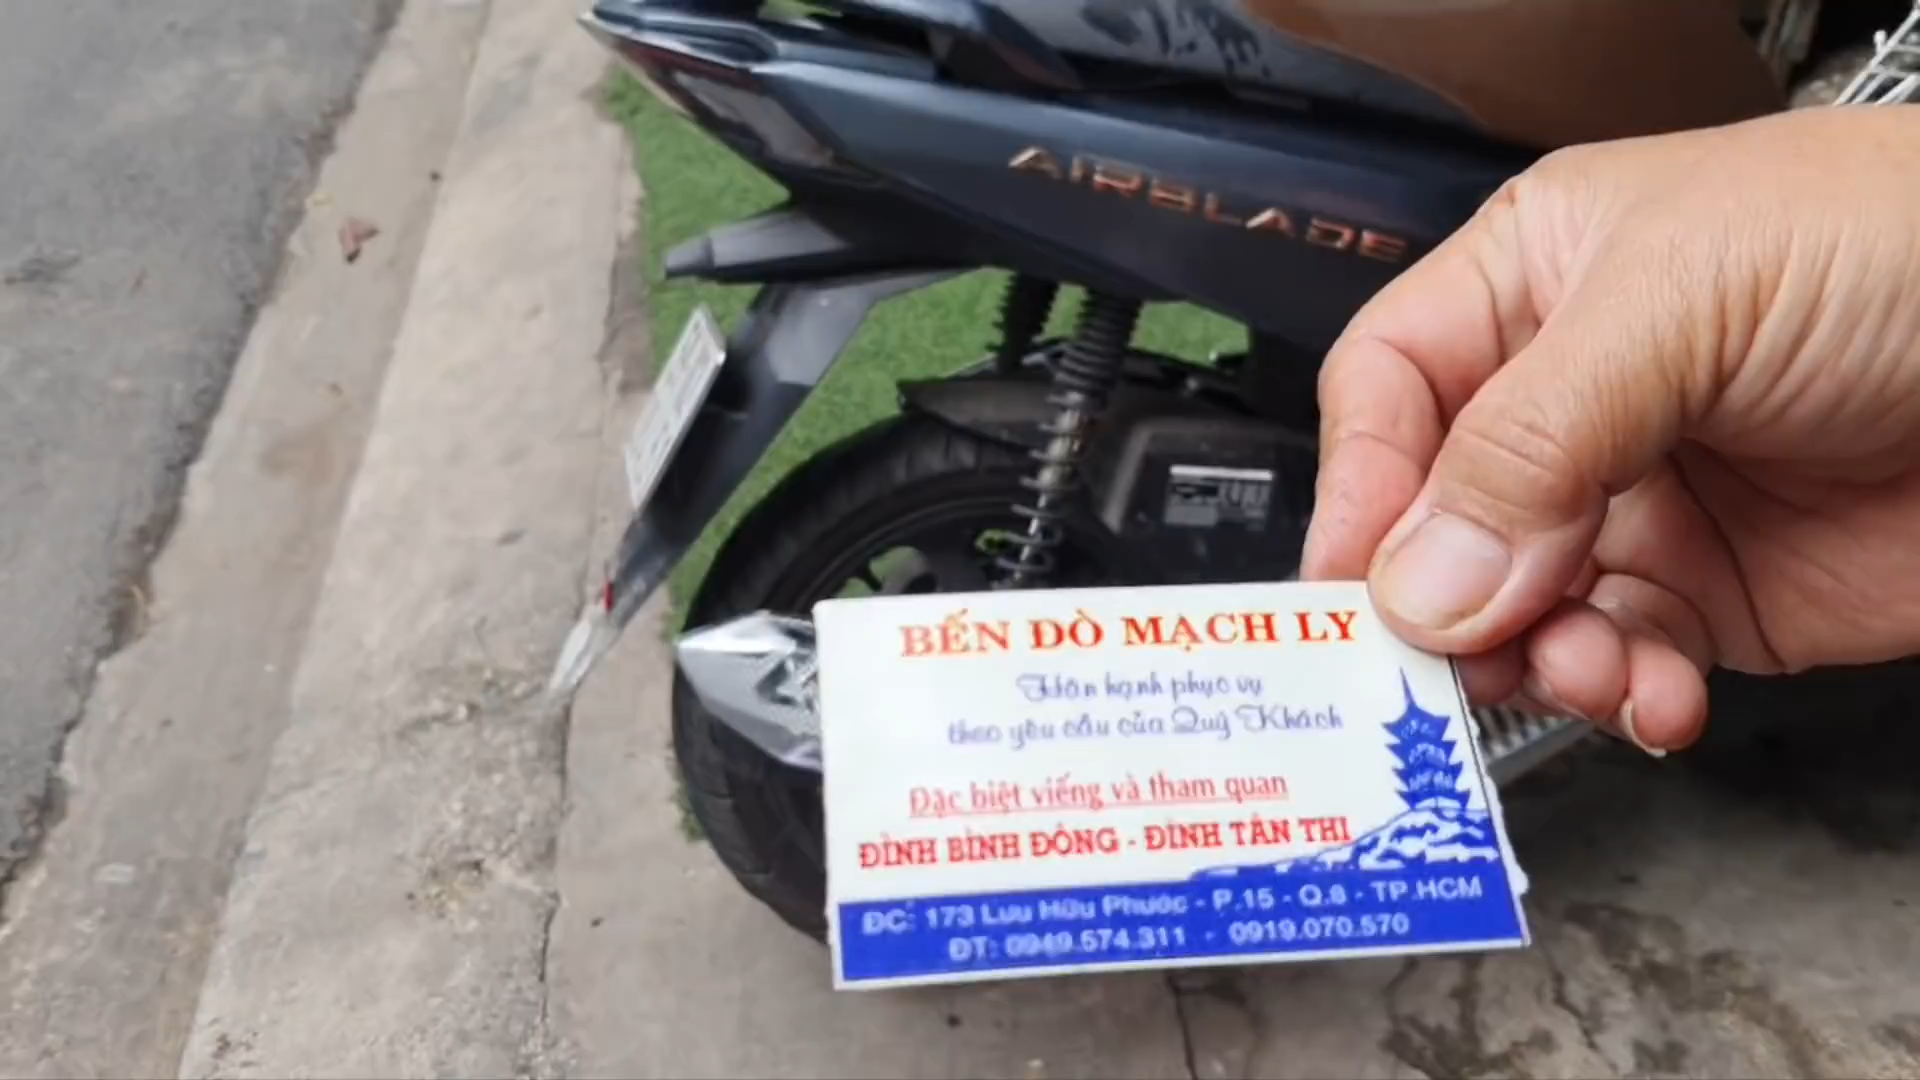 AIRBLADE
BẾN ĐÒ MẠCH LY
Hân hạnh phục vụ
theo yêu cầu của Quý Khách
Đặc biệt viếng và tham quan
ĐÌNH BÌNH ĐÔNG - ĐÌNH TÂN THI
ĐC: 173 Lưu Hữu Phước - P.15 - Q.8 - TP.HCM
ĐT: 0949.574.311 - 0919.070.570